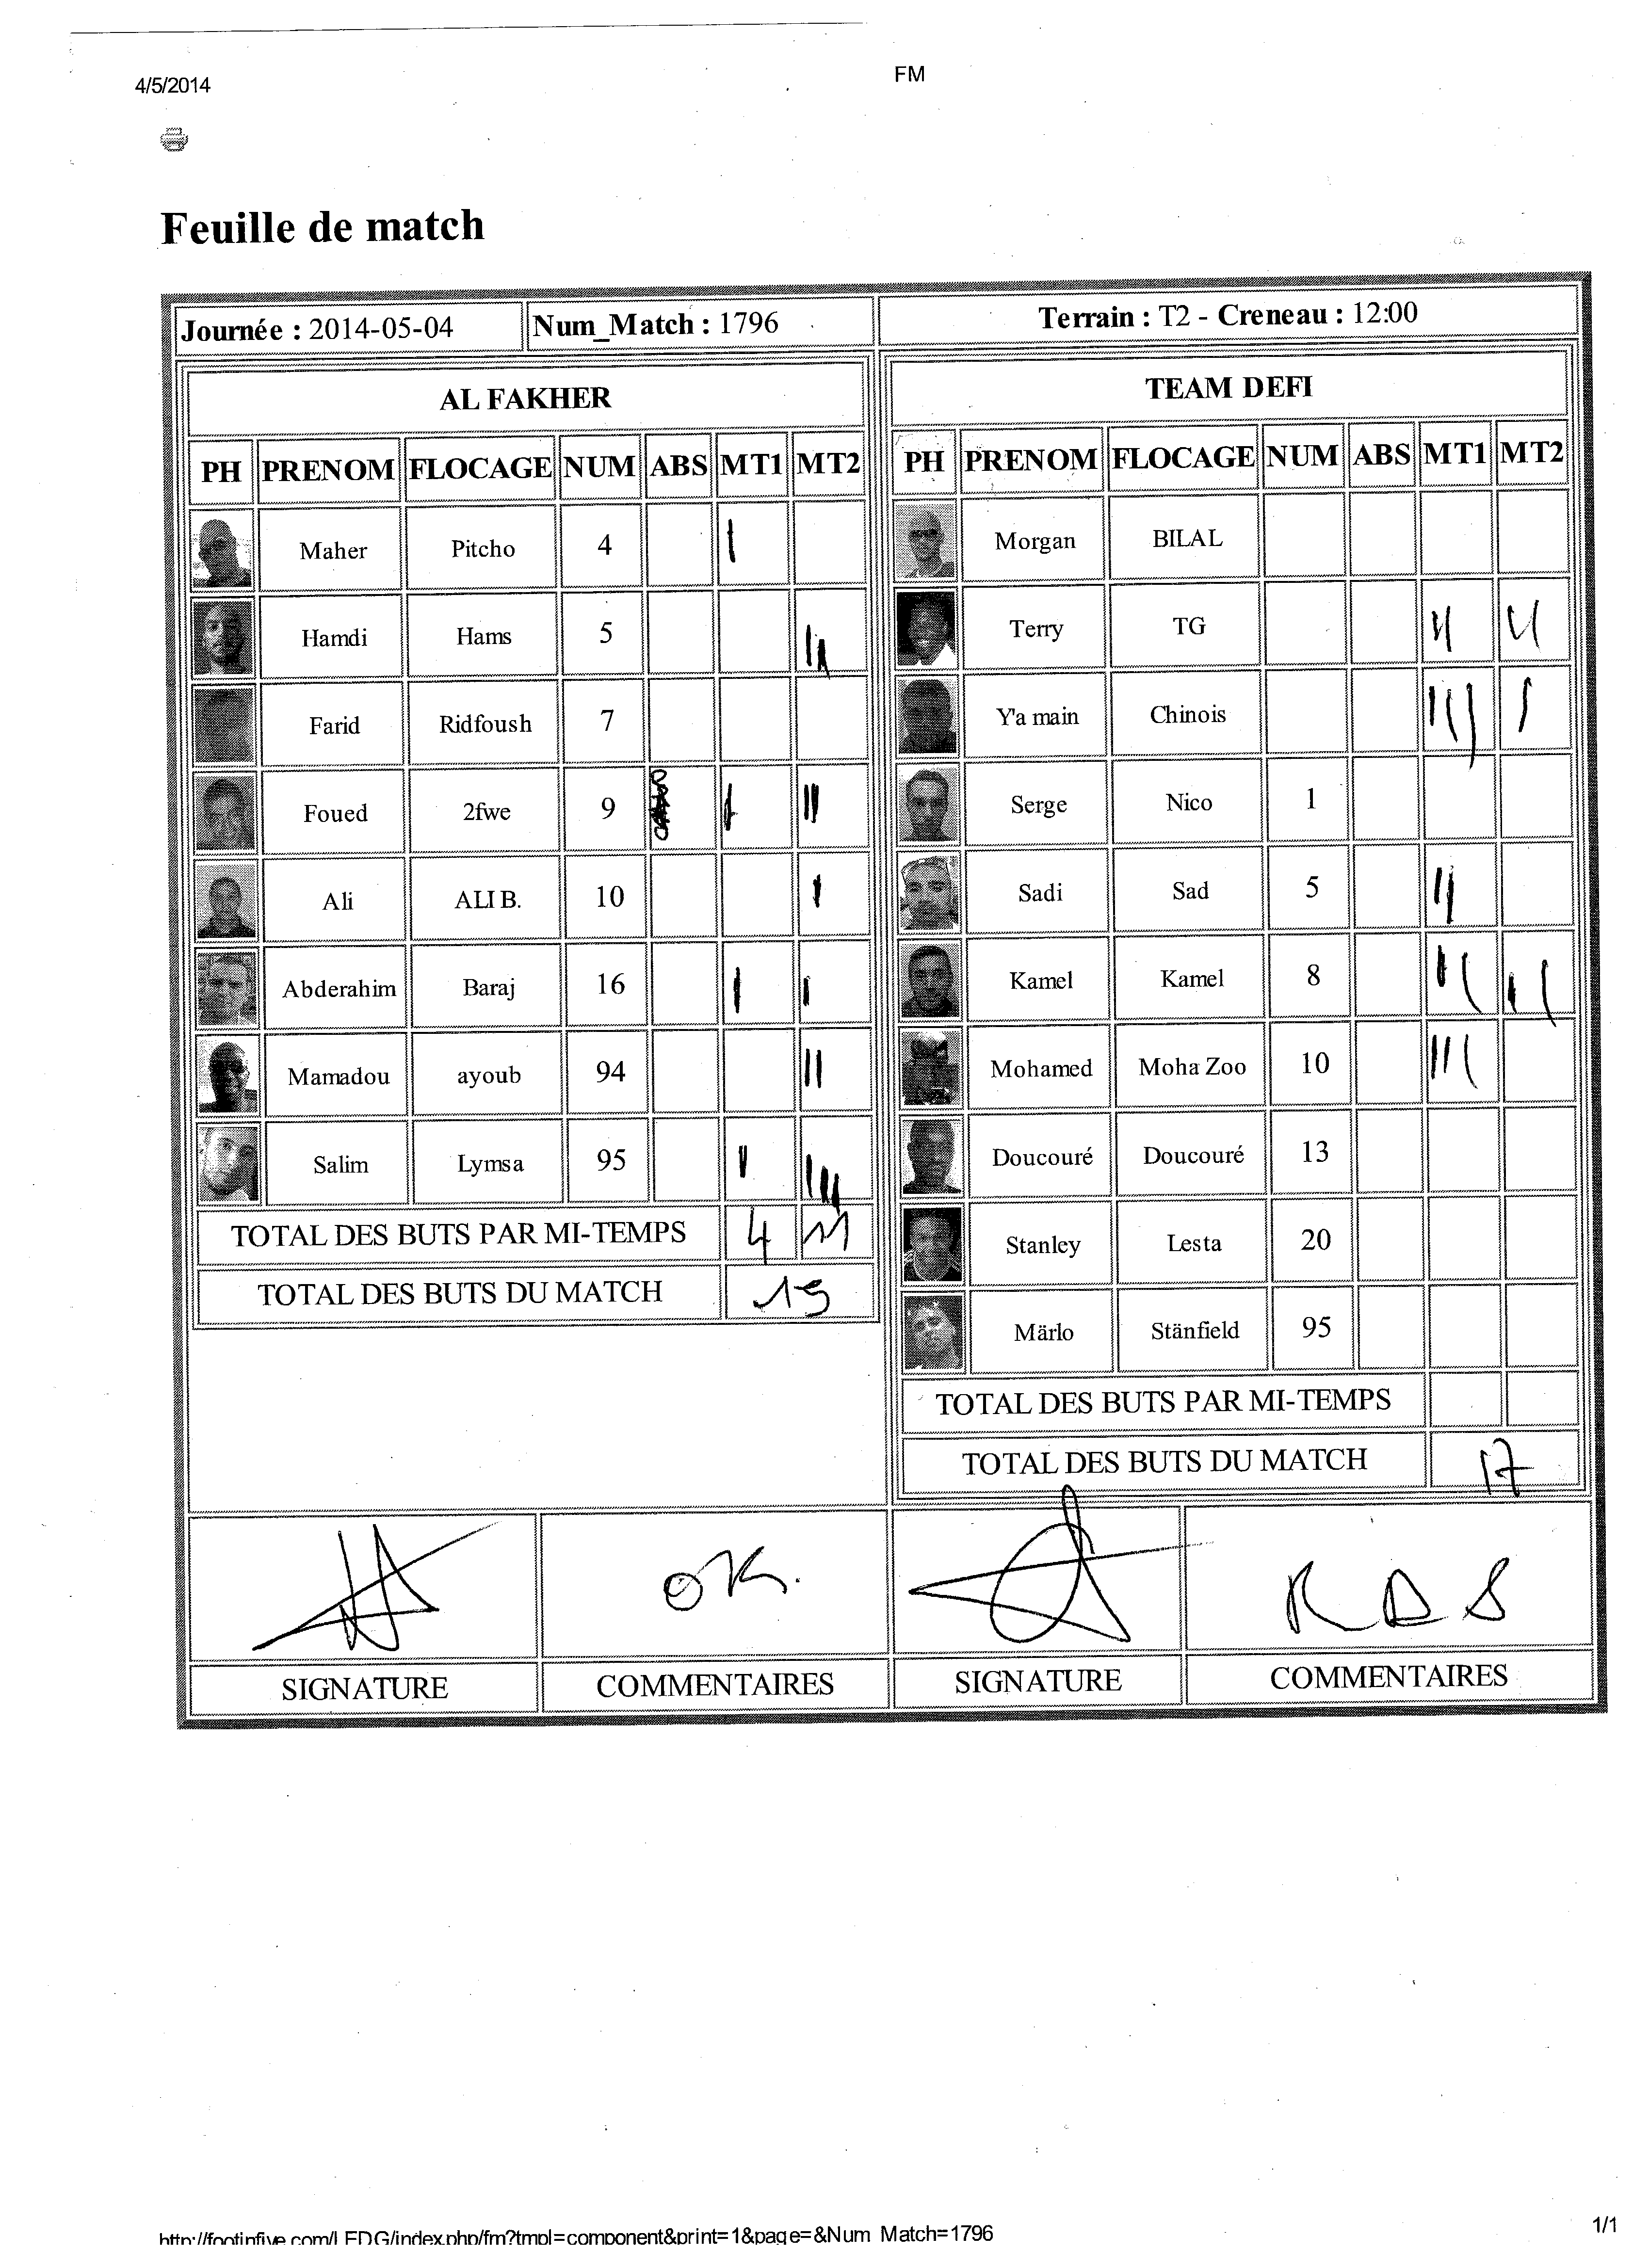 4/5/2014
FM
Feuille de match
Journée : 2014-05-04 Num_Match : 1796 Terrain : T2 - Creneau : 12:00
AL FAKHER
PH PRENOM FLOCAGE NUM ABS MT1 MT2
Maher Pitcho 4 I
Hamdi Hams 5 II
Farid Ridfoush 7
Foued 2fwe 9 I III
Ali ALI B. 10 I
Abderahim Baraj 16 I I
Mamadou ayoub 94 II
Salim Lymsa 95 I
TOTAL DES BUTS PAR MI-TEMPS 4 11
TOTAL DES BUTS DU MATCH 15
TEAM DEFI
PH PRENOM FLOCAGE NUM ABS MT1 MT2
Morgan BILAL
Terry TG
Y'a main Chinois III I
Serge Nico 1
Sadi Sad 5 II
Kamel Kamel 8 II II
Mohamed Moha Zoo 10 III
Doucouré Doucouré 13
Stanley Lesta 20
Märlo Stänfield 95
TOTAL DES BUTS PAR MI-TEMPS
TOTAL DES BUTS DU MATCH 17
OK.
RAS
SIGNATURE COMMENTAIRES SIGNATURE COMMENTAIRES
http://footinfive.com/LEDG/index.php/fm?tmpl=component&print=1&page=&Num_Match=1796
1/1